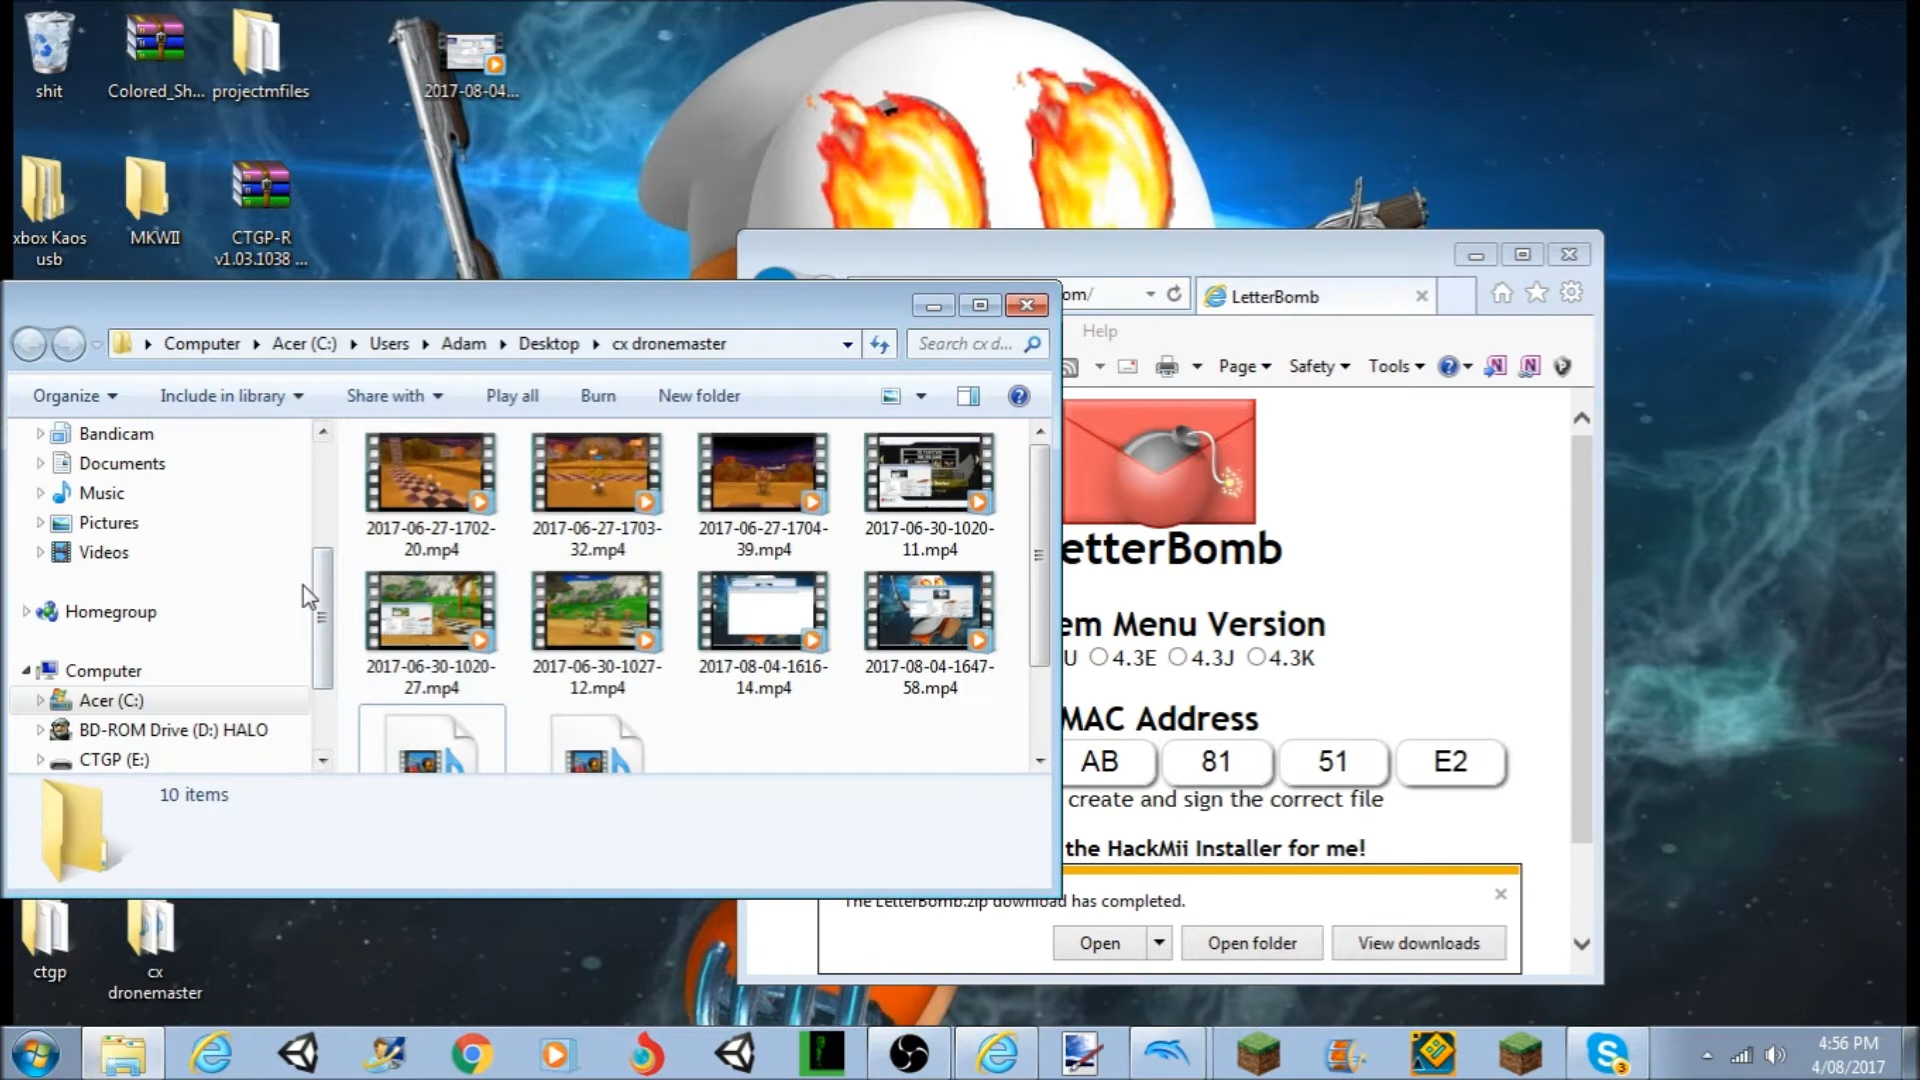 shit
Colored_Sh...
projectmfiles
2017-08-04...
xbox Kaos
usb
MKWII
CTGP-R
v1.03.1038 ...
om/
LetterBomb
Help
Page
Safety
Tools
Computer
Acer (C:)
Users
Adam
Desktop
cx dronemaster
Search cx d...
Organize
Include in library
Share with
Play all
Burn
New folder
Bandicam
Documents
Music
Pictures
Videos
Homegroup
Computer
Acer (C:)
BD-ROM Drive (D:) HALO
CTGP (E:)
2017-06-27-1702-
20.mp4
2017-06-27-1703-
32.mp4
2017-06-27-1704-
39.mp4
2017-06-30-1020-
11.mp4
2017-06-30-1020-
27.mp4
2017-06-30-1027-
12.mp4
2017-08-04-1616-
14.mp4
2017-08-04-1647-
58.mp4
10 items
etterBomb
em Menu Version
U 4.3E 4.3J 4.3K
MAC Address
AB 81 51 E2
create and sign the correct file
the HackMii Installer for me!
The LetterBomb.zip download has completed.
Open
Open folder
View downloads
ctgp
cx
dronemaster
4:56 PM
4/08/2017